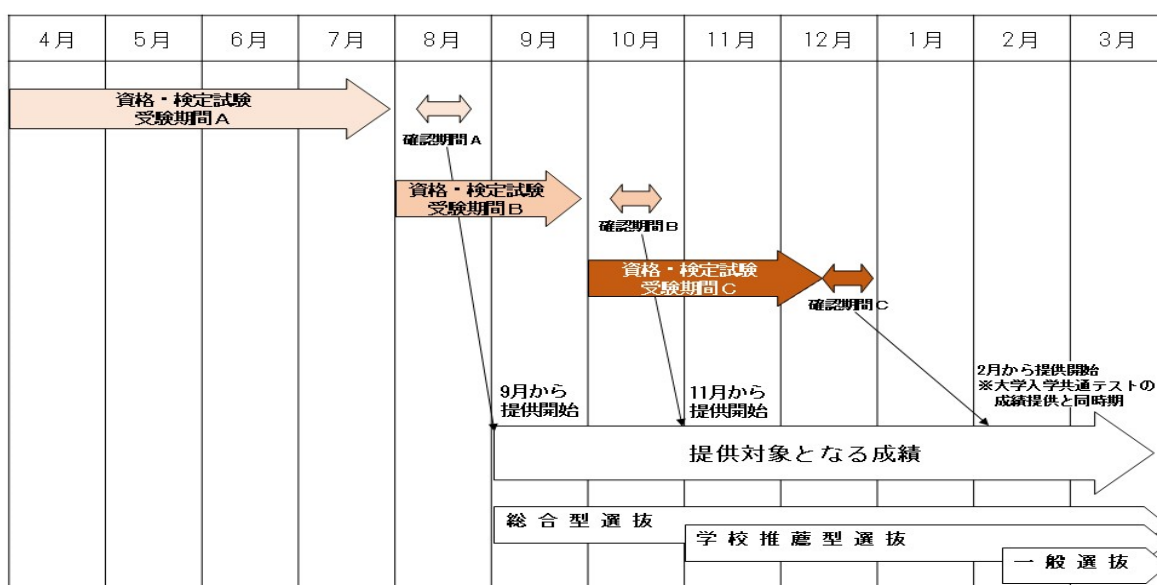 4月 5月 6月 7月 8月 9月 10月 11月 12月 1月 2月 3月
資格・検定試験
受験期間A
確認期間A
資格・検定試験
受験期間B
確認期間B
資格・検定試験
受験期間C
確認期間C
9月から
提供開始
11月から
提供開始
2月から提供開始
※大学入学共通テストの
成績提供と同時期
提供対象となる成績
総合型選抜
学校推薦型選抜
一般選抜